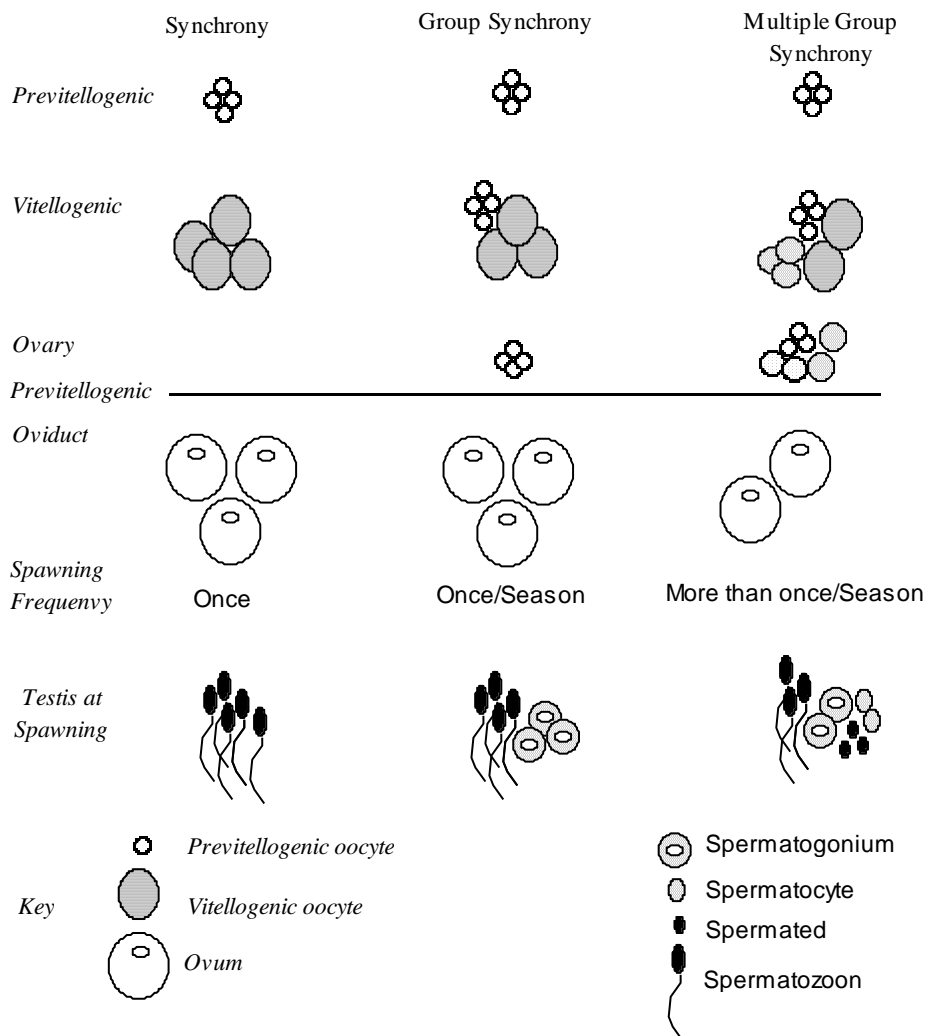 Synchrony
Group Synchrony
Multiple Group
Synchrony
Previtellogenic
Vitellogenic
Ovary
Previtellogenic
Oviduct
Spawning
Frequenvy
Once
Once/Season
More than once/Season
Testis at
Spawning
Key
Previtellogenic oocyte
Vitellogenic oocyte
Ovum
Spermatogonium
Spermatocyte
Spermated
Spermatozoon